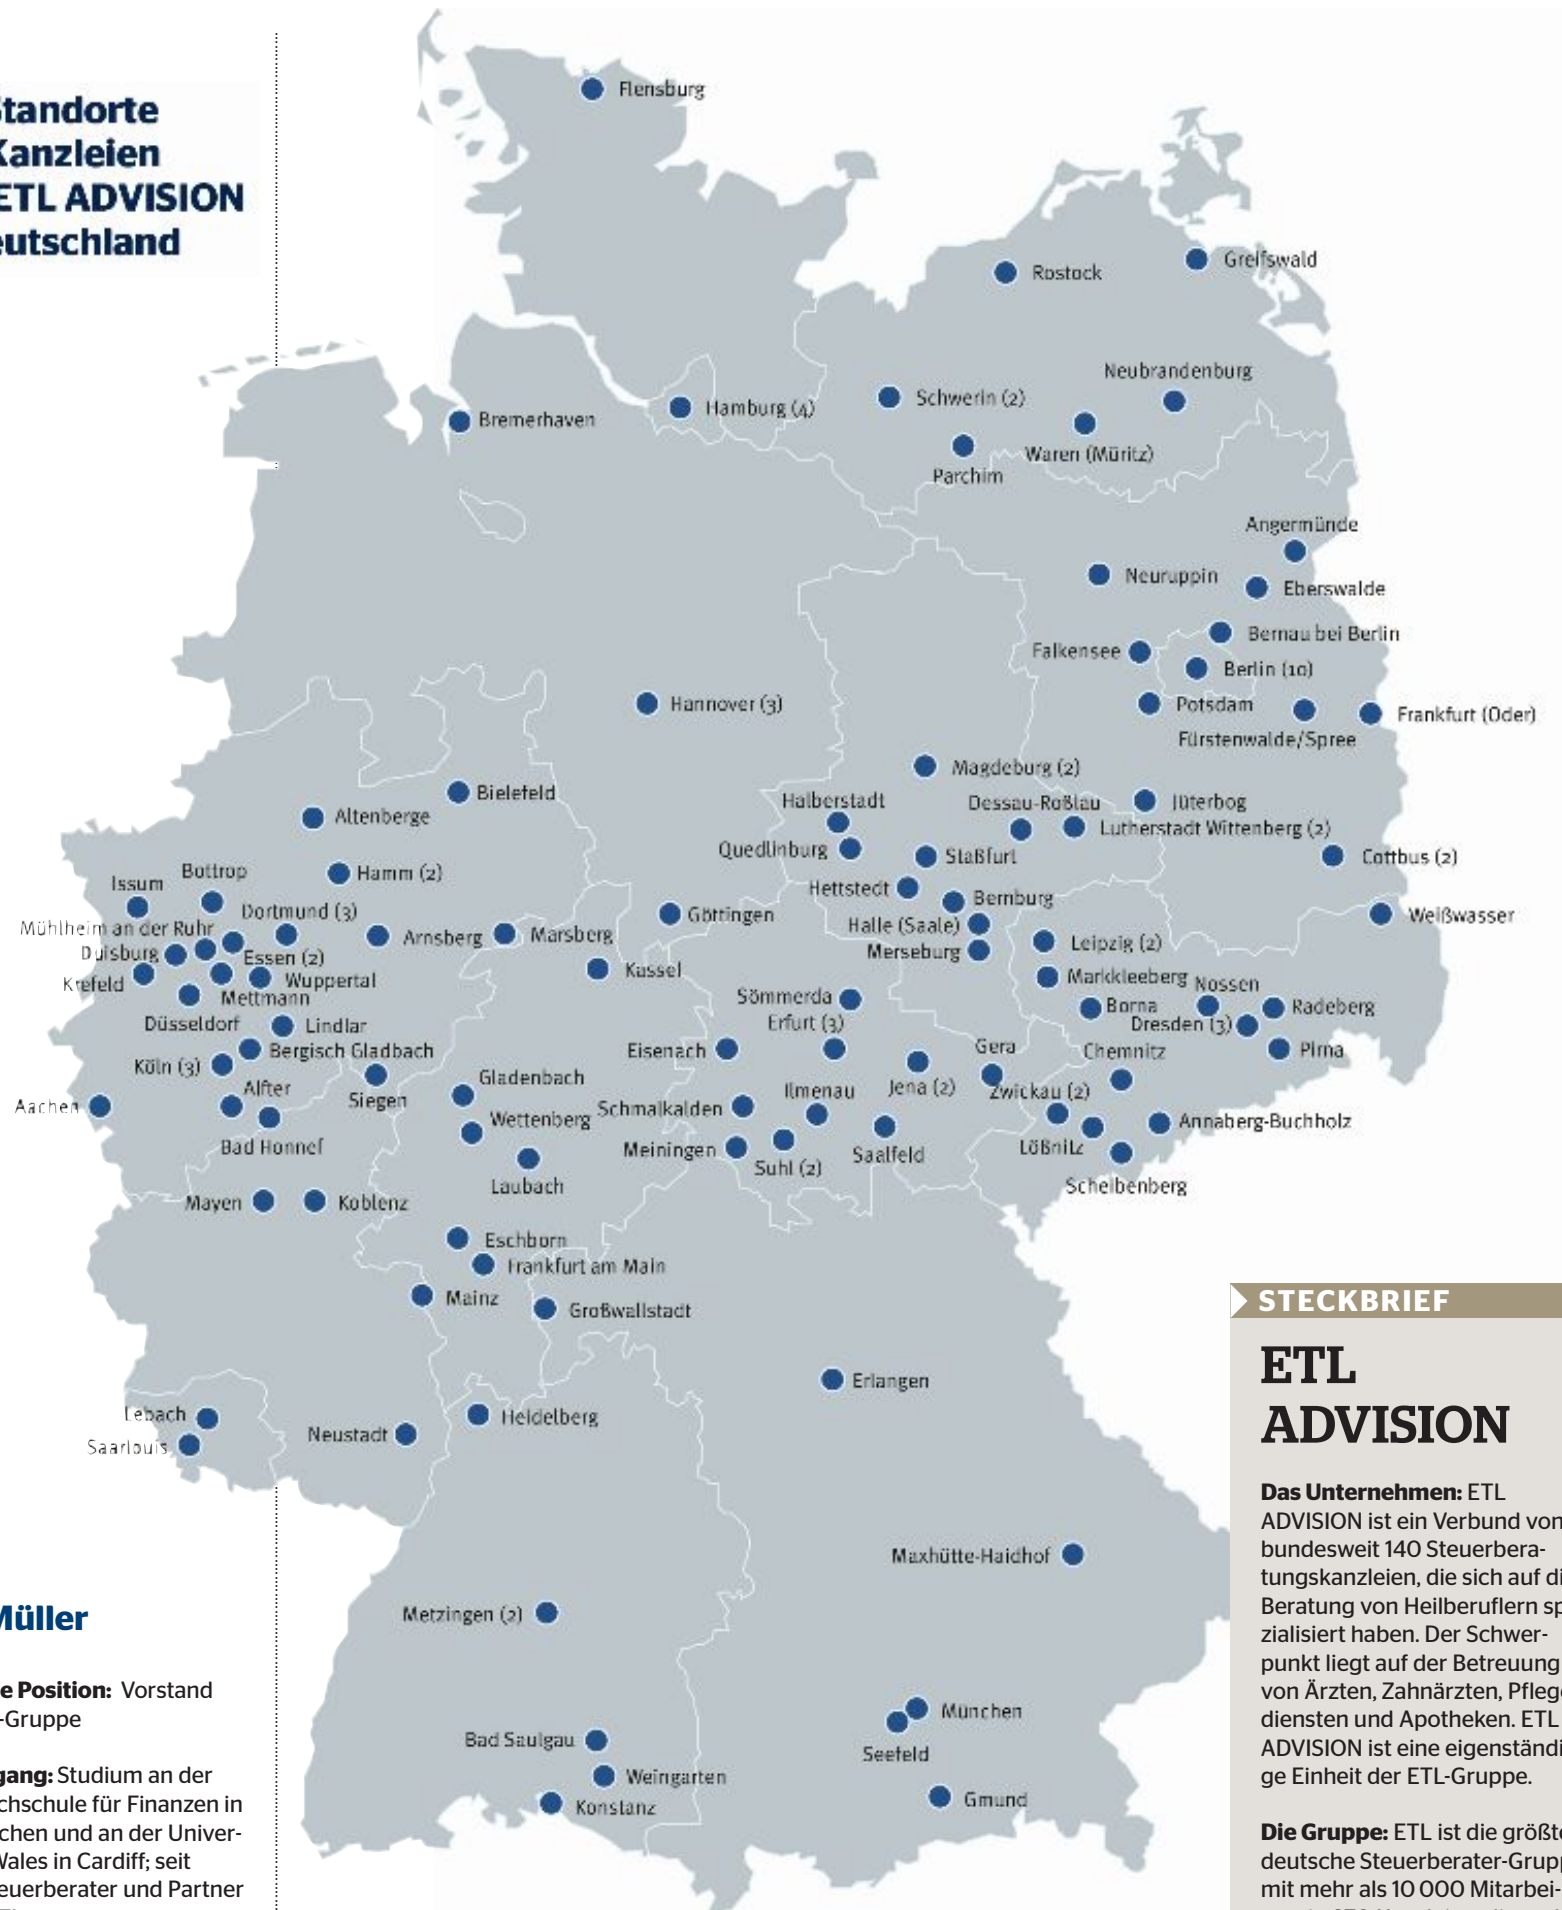 tandorte
Kanzleien
ETL ADVISION
eutschland
Flensburg
Rostock
Greifswald
Neubrandenburg
Schwerin (2)
Hamburg (4)
Bremerhaven
Waren (Müritz)
Parchim
Angermünde
Neuruppin
Eberswalde
Bernau bei Berlin
Falkensee
Berlin (10)
Hannover (3)
Potsdam
Frankfurt (Oder)
Fürstenwalde/Spree
Magdeburg (2)
Bielefeld
Halberstadt
Dessau-Roßlau
Jüterbog
Altenberge
Lutherstadt Wittenberg (2)
Quedlinburg
Staßfurt
Cottbus (2)
Bottrop
Hamm (2)
Issum
Hettstedt
Bernburg
Dortmund (3)
Göttingen
Weißwasser
Mühlheim an der Ruhr
Halle (Saale)
Arnsberg
Marsberg
Leipzig (2)
Duisburg
Essen (2)
Merseburg
Kassel
Krefeld
Wuppertal
Markkleeberg
Nossen
Mettmann
Sömmerda
Borna
Radeberg
Düsseldorf
Lindlar
Erfurt (3)
Dresden (3)
Bergisch Gladbach
Eisenach
Gera
Chemnitz
Pirna
Köln (3)
Gladenbach
Alfter
Siegen
Ilmenau
Jena (2)
Zwickau (2)
Aachen
Wettenberg
Schmalkalden
Annaberg-Buchholz
Bad Honnef
Meiningen
Suhl (2)
Saalfeld
Lößnitz
Laubach
Scheibenberg
Mayen
Koblenz
Eschborn
Frankfurt am Main
Mainz
Großwallstadt
Erlangen
Lebach
Heidelberg
Neustadt
Saarlouis
Maxhütte-Haidhof
Metzingen (2)
München
Bad Saulgau
Seefeld
Weingarten
Konstanz
Gmund
Müller
e Position: Vorstand
-Gruppe
gang: Studium an der
chschule für Finanzen in
chen und an der Univer-
Wales in Cardiff; seit
euerberater und Partner
STECKBRIEF
ETL
ADVISION
Das Unternehmen: ETL
ADVISION ist ein Verbund von
bundesweit 140 Steuerbera-
tungskanzleien, die sich auf di
Beratung von Heilberuflern sp
zialisiert haben. Der Schwer-
punkt liegt auf der Betreuung
von Ärzten, Zahnärzten, Pfleg
diensten und Apotheken. ETL
ADVISION ist eine eigenständi
ge Einheit der ETL-Gruppe.
Die Gruppe: ETL ist die größte
deutsche Steuerberater-Grupp
mit mehr als 10 000 Mitarbei-